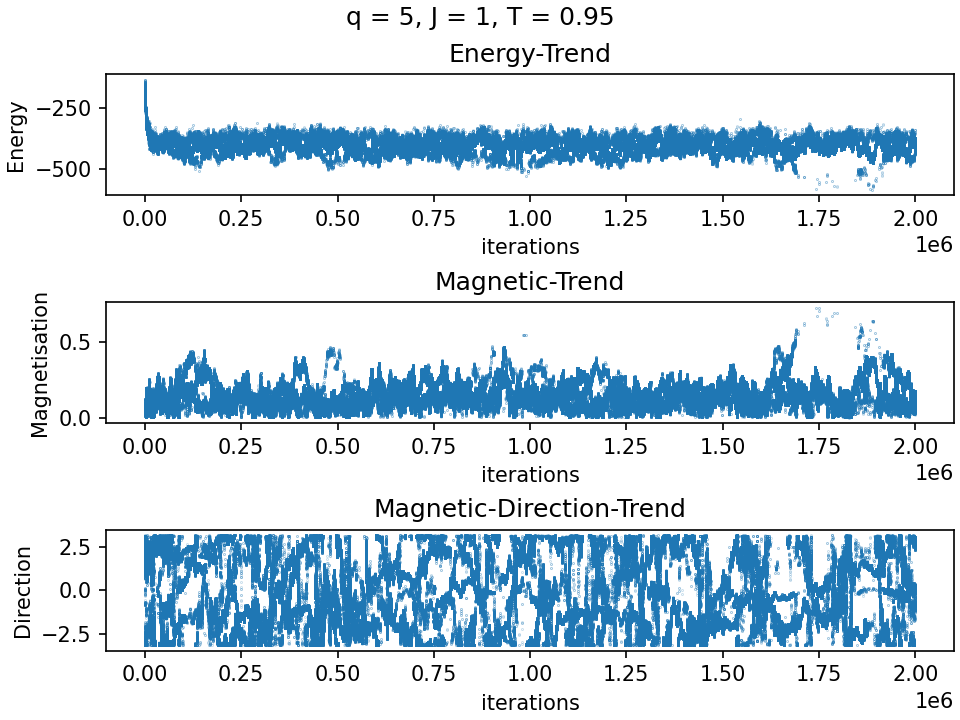 q = 5, J = 1, T = 0.95
Energy-Trend
Energy
−250
−500
0.00 0.25 0.50 0.75 1.00 1.25 1.50 1.75 2.00
iterations
1e6
Magnetic-Trend
Magnetisation
0.5
0.0
0.00 0.25 0.50 0.75 1.00 1.25 1.50 1.75 2.00
iterations
1e6
Magnetic-Direction-Trend
Direction
2.5
0.0
−2.5
0.00 0.25 0.50 0.75 1.00 1.25 1.50 1.75 2.00
iterations
1e6